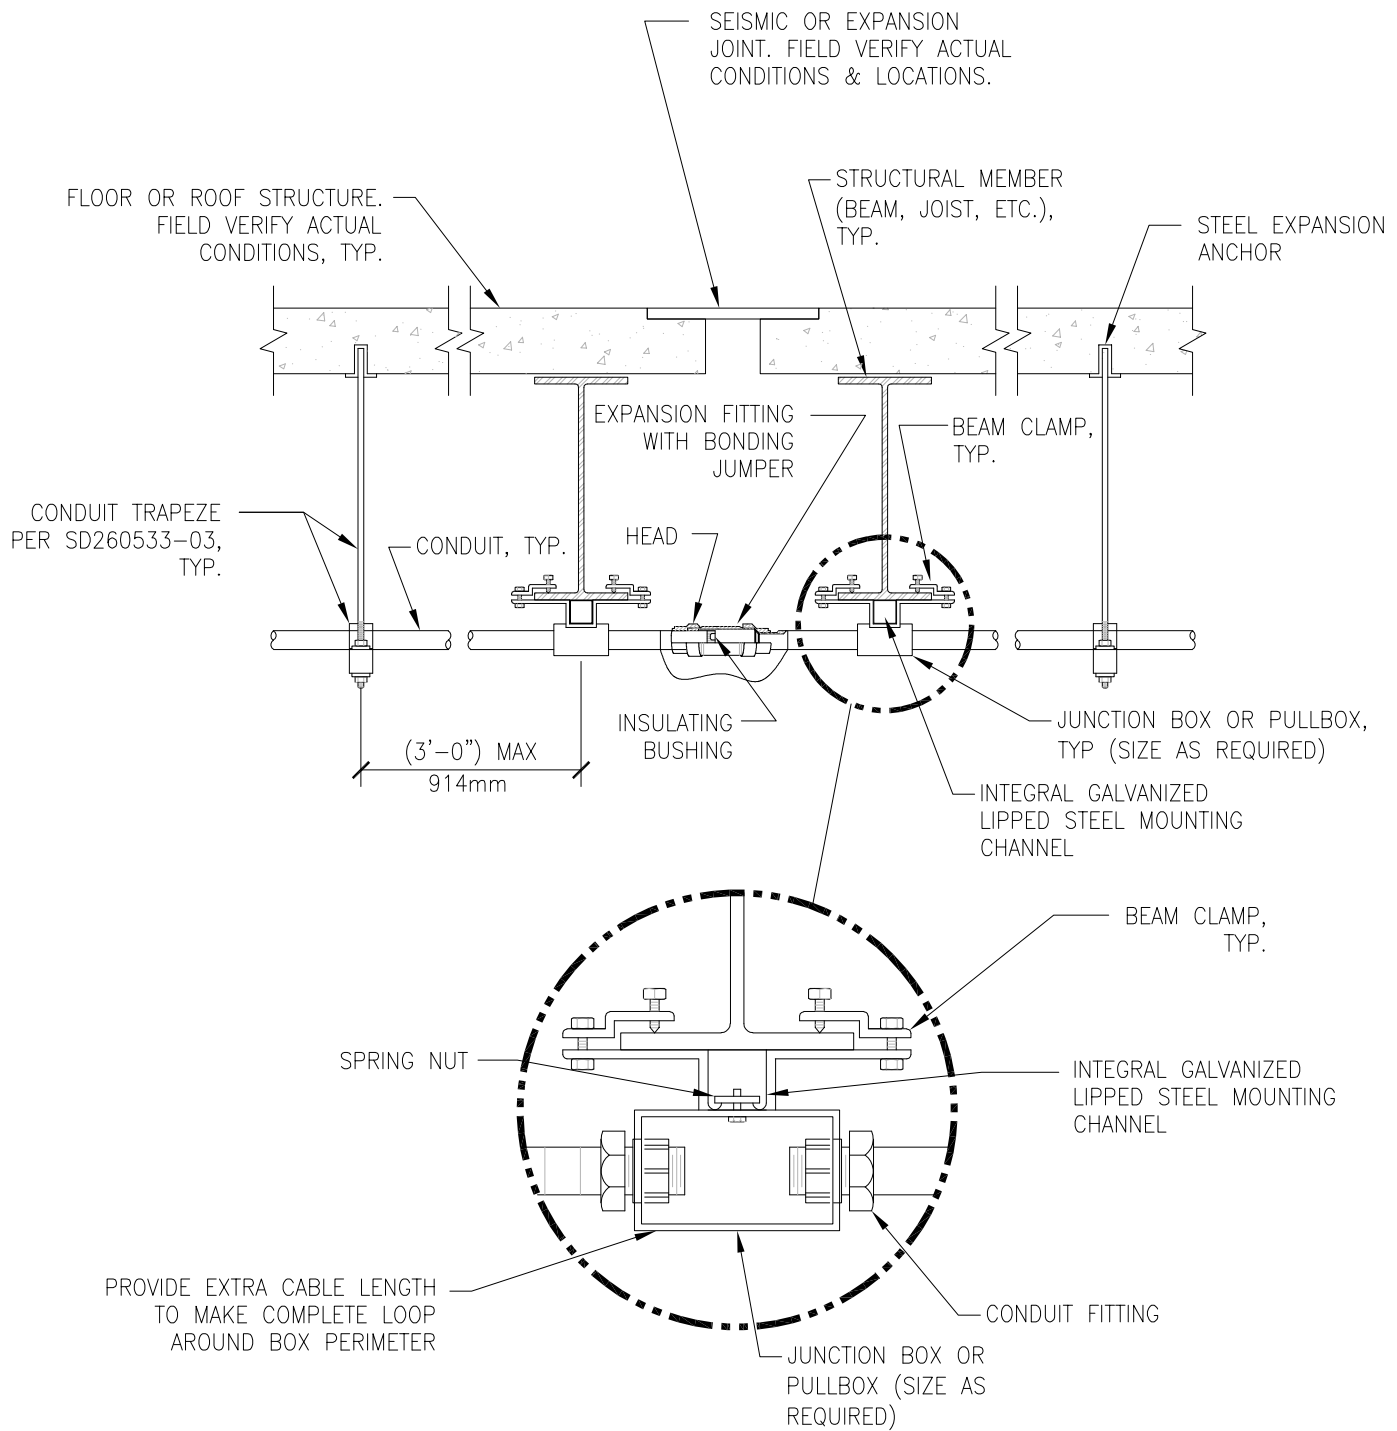 SEISMIC OR EXPANSION
JOINT. FIELD VERIFY ACTUAL
CONDITIONS & LOCATIONS.
FLOOR OR ROOF STRUCTURE.
FIELD VERIFY ACTUAL
CONDITIONS, TYP.
STRUCTURAL MEMBER
(BEAM, JOIST, ETC.),
TYP.
STEEL EXPANSION
ANCHOR
EXPANSION FITTING
WITH BONDING
JUMPER
BEAM CLAMP,
TYP.
CONDUIT TRAPEZE
PER SD260533-03,
TYP.
CONDUIT, TYP.
HEAD
INSULATING
BUSHING
(3'-0") MAX
914mm
JUNCTION BOX OR PULLBOX,
TYP (SIZE AS REQUIRED)
INTEGRAL GALVANIZED
LIPPED STEEL MOUNTING
CHANNEL
BEAM CLAMP,
TYP.
SPRING NUT
INTEGRAL GALVANIZED
LIPPED STEEL MOUNTING
CHANNEL
PROVIDE EXTRA CABLE LENGTH
TO MAKE COMPLETE LOOP
AROUND BOX PERIMETER
CONDUIT FITTING
JUNCTION BOX OR
PULLBOX (SIZE AS
REQUIRED)